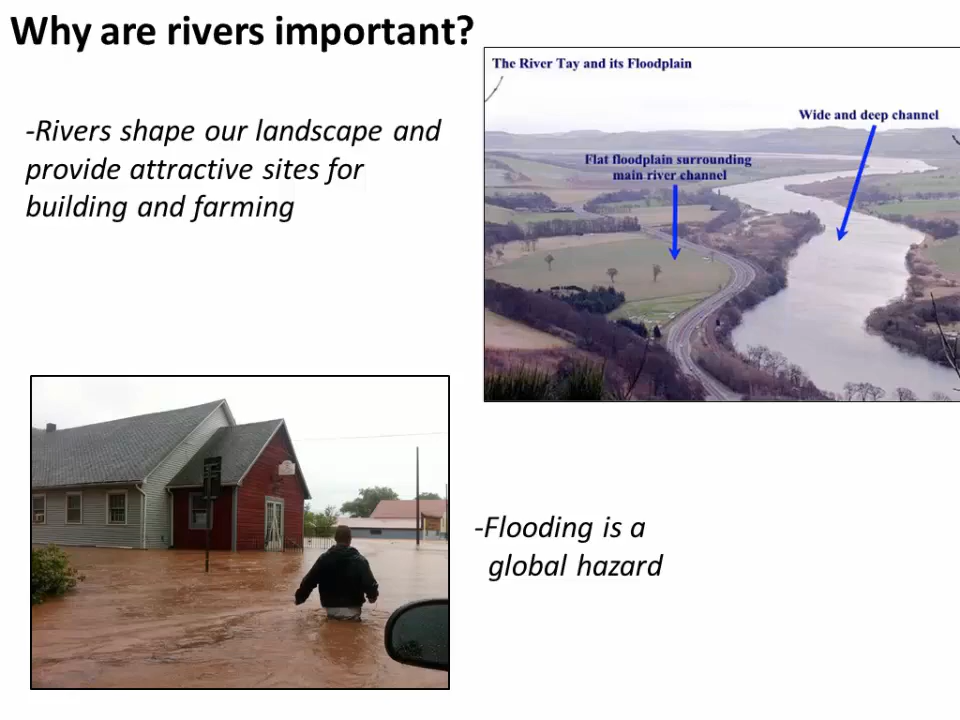 Why are rivers important?
-Rivers shape our landscape and
provide attractive sites for
building and farming
The River Tay and its Floodplain
Wide and deep channel
Flat floodplain surrounding
main river channel
-Flooding is a
global hazard